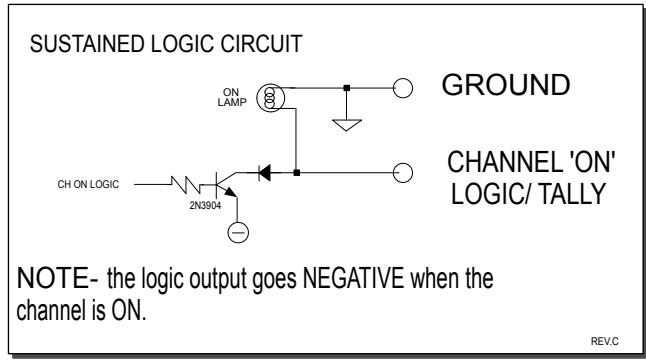 SUSTAINED LOGIC CIRCUIT
ON
LAMP
GROUND
CHANNEL 'ON'
LOGIC/ TALLY
CH ON LOGIC
2N3904
NOTE- the logic output goes NEGATIVE when the
channel is ON.
REV.C